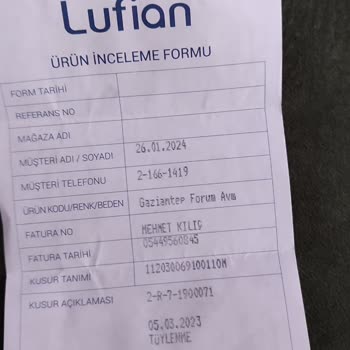 Lufian
ÜRÜN İNCELEME FORMU
FORM TARİHİ
REFERANS NO
MAĞAZA ADI
MÜŞTERİ ADI / SOYADI 26.01.2024
MÜŞTERİ TELEFONU 2-166-1419
ÜRÜN KODU/RENK/BEDEN Gaziantep Forum Avm
FATURA NO MEHMET KILIÇ
05449560845
FATURA TARİHİ
KUSUR TANIMI 112030069100110M
KUSUR AÇIKLAMASI 2-R-7-1900071
05.03.2023
TÜYLENME